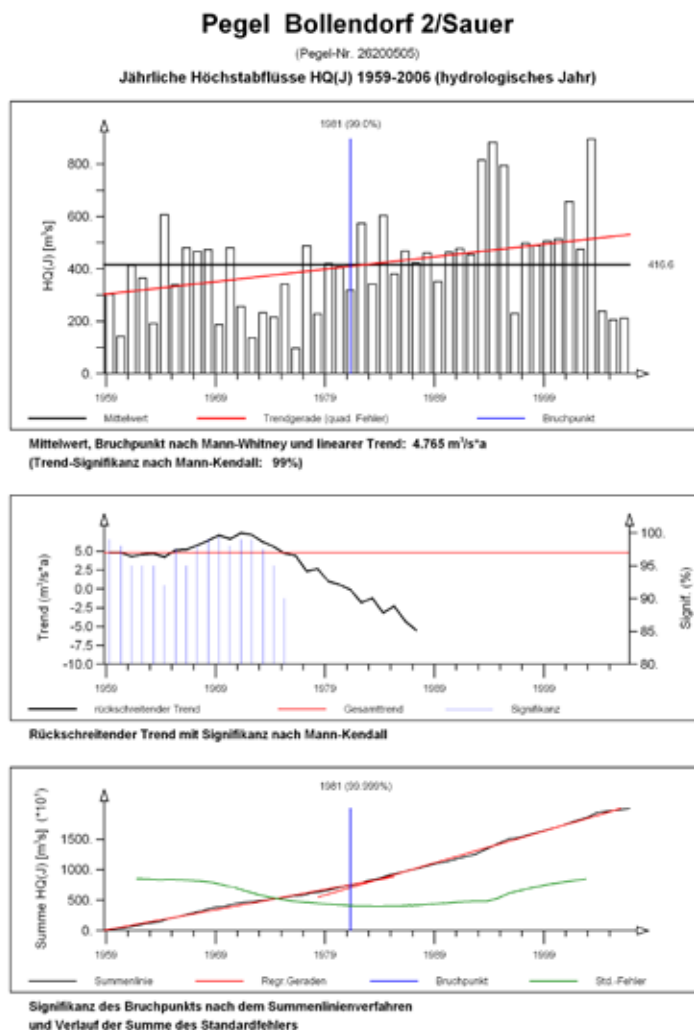 Pegel Bollendorf 2/Sauer
(Pegel-Nr. 26200505)
Jährliche Höchstabflüsse HQ(J) 1959-2006 (hydrologisches Jahr)
1981 (99.0%)
HQ(J) [m³s]
800.
600.
400.
200.
0.
416.6
1959
1969
1979
1989
1999
Mittelwert
Trendgerade (quad. Fehler)
Bruchpunkt
Mittelwert, Bruchpunkt nach Mann-Whitney und linearer Trend: 4.765 m³/s*a
(Trend-Signifikanz nach Mann-Kendall: 99%)
Trend (m³/s*a)
5.0
2.5
0.0
-2.5
-5.0
-7.5
-10.0
100.
95.
90.
85.
80.
Signif. (%)
1959
1969
1979
1989
1999
rückschreitender Trend
Gesamttrend
Signifikanz
Rückschreitender Trend mit Signifikanz nach Mann-Kendall
1981 (99.999%)
Summe HQ(J) [m³s]
1500.
1000.
500.
0.
1959
1969
1979
1989
1999
Summenlinie
Regr.Geraden
Bruchpunkt
Std.-Fehler
Signifikanz des Bruchpunkts nach dem Summenlinienverfahren
und Verlauf der Summe des Standardfehlers